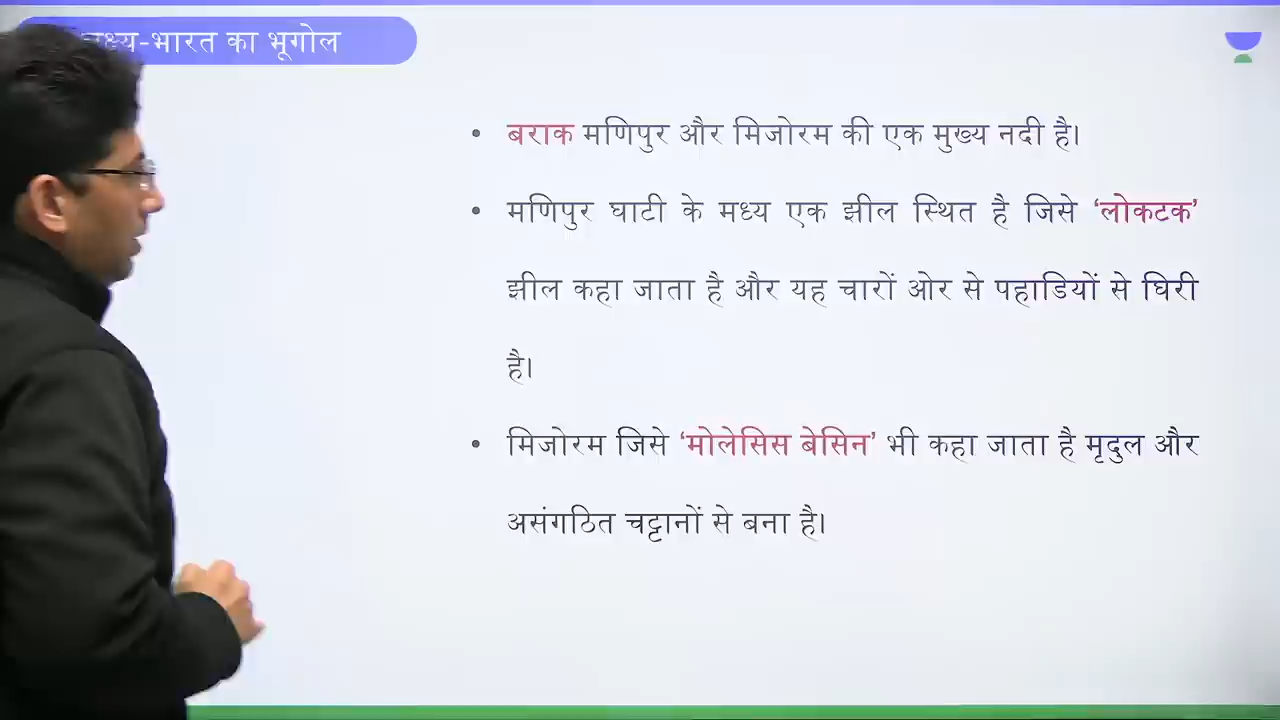 लक्ष्य-भारत का भूगोल
• बराक मणिपुर और मिजोरम की एक मुख्य नदी है।
• मणिपुर घाटी के मध्य एक झील स्थित है जिसे ‘लोकटक’
झील कहा जाता है और यह चारों ओर से पहाडियों से घिरी
है।
• मिजोरम जिसे ‘मोलेसिस बेसिन’ भी कहा जाता है मृदुल और
असंगठित चट्टानों से बना है।